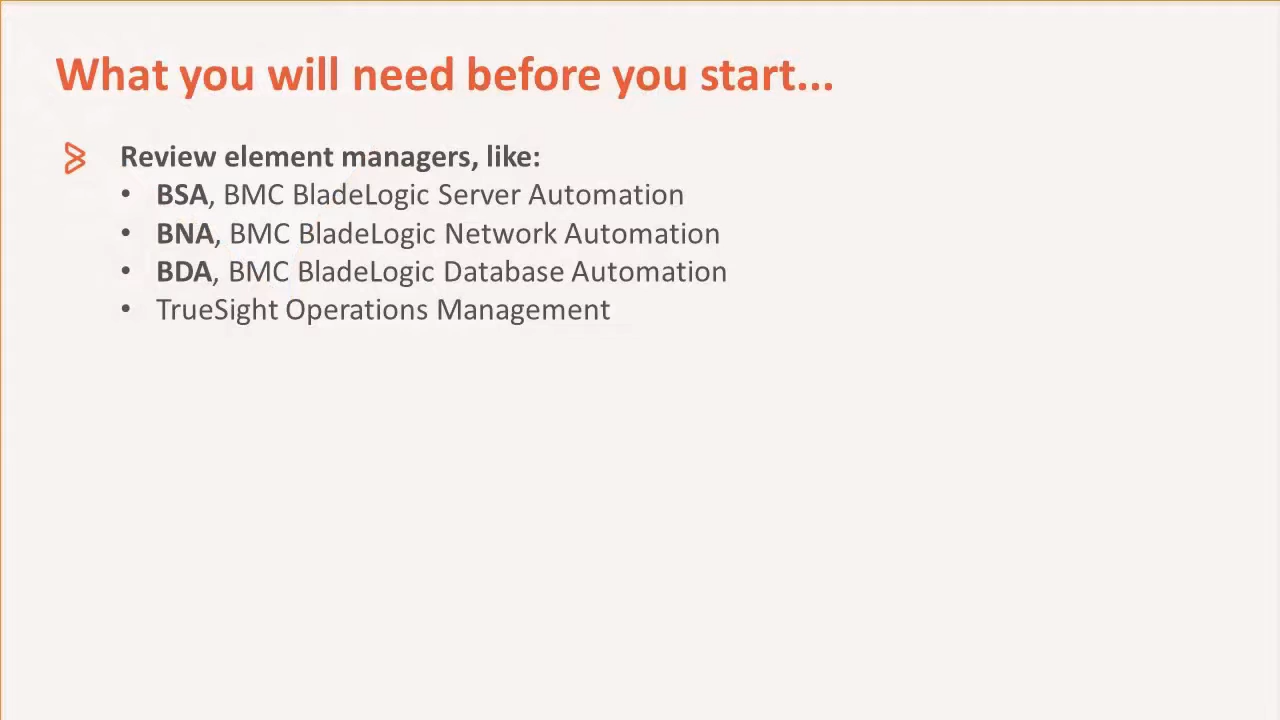 What you will need before you start...
Review element managers, like:
• BSA, BMC BladeLogic Server Automation
• BNA, BMC BladeLogic Network Automation
• BDA, BMC BladeLogic Database Automation
• TrueSight Operations Management